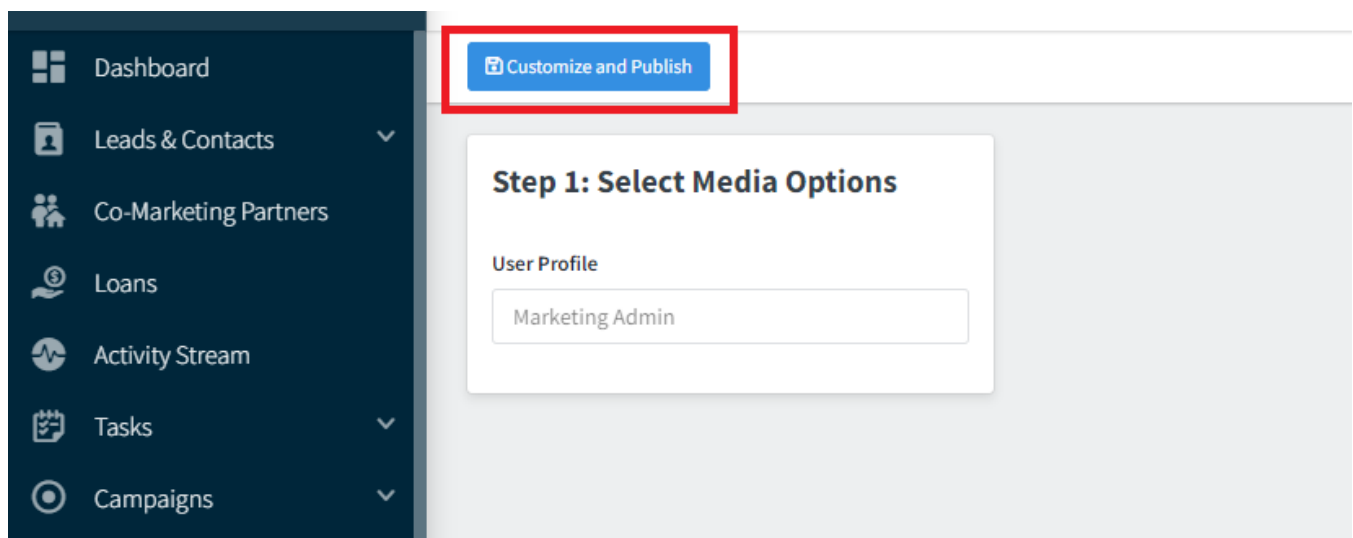 Dashboard
Leads & Contacts
Co-Marketing Partners
Loans
Activity Stream
Tasks
Campaigns
Customize and Publish
Step 1: Select Media Options
User Profile
Marketing Admin